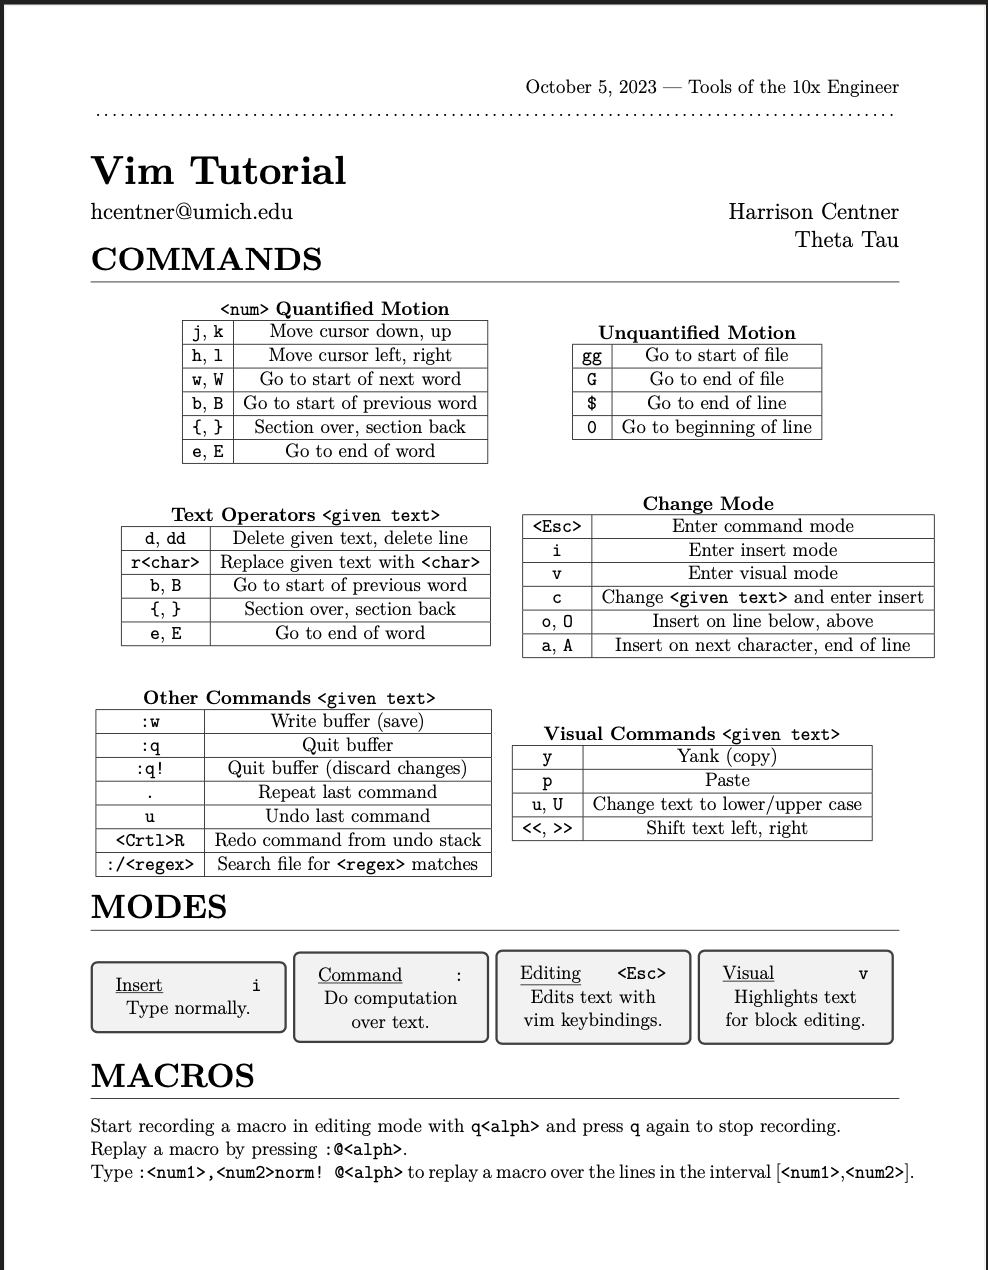 October 5, 2023 — Tools of the 10x Engineer
Vim Tutorial
hcentner@umich.edu
Harrison Centner
Theta Tau
COMMANDS
<num> Quantified Motion
j, k Move cursor down, up
h, l Move cursor left, right
w, W Go to start of next word
b, B Go to start of previous word
{, } Section over, section back
e, E Go to end of word
Unquantified Motion
gg Go to start of file
G Go to end of file
$ Go to end of line
0 Go to beginning of line
Text Operators <given text>
d, dd Delete given text, delete line
r<char> Replace given text with <char>
b, B Go to start of previous word
{, } Section over, section back
e, E Go to end of word
Change Mode
<Esc> Enter command mode
i Enter insert mode
v Enter visual mode
c Change <given text> and enter insert
o, O Insert on line below, above
a, A Insert on next character, end of line
Other Commands <given text>
:w Write buffer (save)
:q Quit buffer
:q! Quit buffer (discard changes)
. Repeat last command
u Undo last command
<Crtl>R Redo command from undo stack
:/<regex> Search file for <regex> matches
Visual Commands <given text>
y Yank (copy)
p Paste
u, U Change text to lower/upper case
<<, >> Shift text left, right
MODES
Insert i
Type normally.
Command :
Do computation
over text.
Editing <Esc>
Edits text with
vim keybindings.
Visual v
Highlights text
for block editing.
MACROS
Start recording a macro in editing mode with q<alph> and press q again to stop recording.
Replay a macro by pressing :@<alph>.
Type :<num1>,<num2>norm! @<alph> to replay a macro over the lines in the interval [<num1>,<num2>].